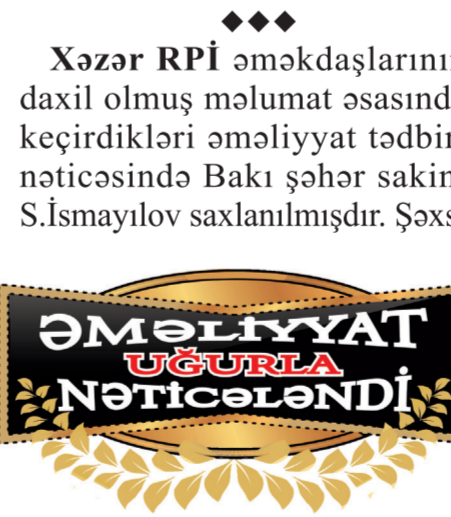 ◆◆◆
Xəzər RPİ əməkdaşlarının
daxil olmuş məlumat əsasınd
keçirdikləri əməliyyat tədbir
nəticəsində Bakı şəhər sakin
S.İsmayılov saxlanılmışdır. Şəxs
ƏMƏLİYYAT
UĞURLA
NƏTİCƏLƏNDİ